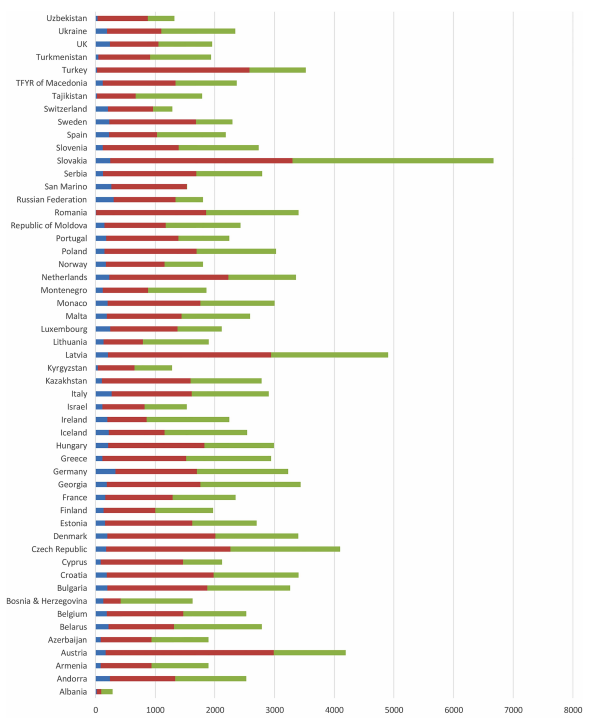 Uzbekistan
Ukraine
UK
Turkmenistan
Turkey
TFYR of Macedonia
Tajikistan
Switzerland
Sweden
Spain
Slovenia
Slovakia
Serbia
San Marino
Russian Federation
Romania
Republic of Moldova
Portugal
Poland
Norway
Netherlands
Montenegro
Monaco
Malta
Luxembourg
Lithuania
Latvia
Kyrgyzstan
Kazakhstan
Italy
Israel
Ireland
Iceland
Hungary
Greece
Germany
Georgia
France
Finland
Estonia
Denmark
Czech Republic
Cyprus
Croatia
Bulgaria
Bosnia & Herzegovina
Belgium
Belarus
Azerbaijan
Austria
Armenia
Andorra
Albania
0 1000 2000 3000 4000 5000 6000 7000 8000